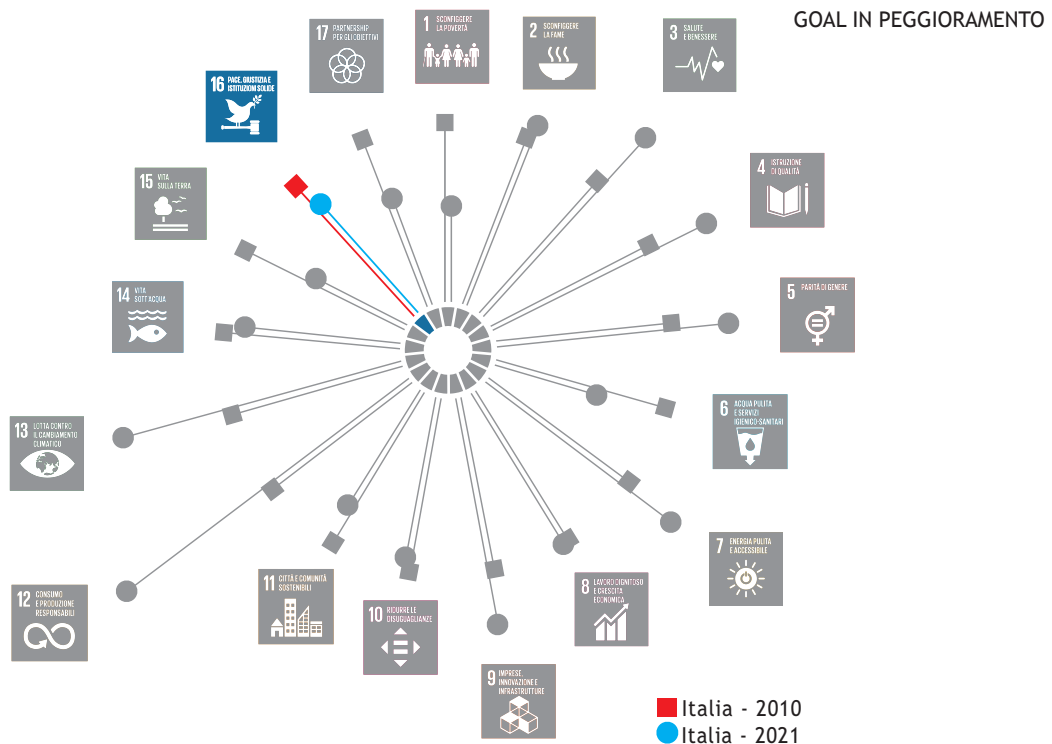 GOAL IN PEGGIORAMENTO
1 SCONFIGGERE
LA POVERTÀ
2 SCONFIGGERE
LA FAME
3 SALUTE
E BENESSERE
4 ISTRUZIONE
DI QUALITÀ
5 PARITÀ DI GENERE
6 ACQUA PULITA
E SERVIZI
IGIENICO-SANITARI
7 ENERGIA PULITA
E ACCESSIBILE
8 LAVORO DIGNITOSO
E CRESCITA
ECONOMICA
9 IMPRESE,
INNOVAZIONE E
INFRASTRUTTURE
10 RIDURRE LE
DISUGUAGLIANZE
11 CITTÀ E COMUNITÀ
SOSTENIBILI
12 CONSUMO
E PRODUZIONE
RESPONSABILI
13 LOTTA CONTRO
IL CAMBIAMENTO
CLIMATICO
14 VITA
SOTT'ACQUA
15 VITA
SULLA TERRA
16 PACE, GIUSTIZIA E
ISTITUZIONI SOLIDE
17 PARTNERSHIP
PER GLI OBIETTIVI
Italia - 2010
Italia - 2021